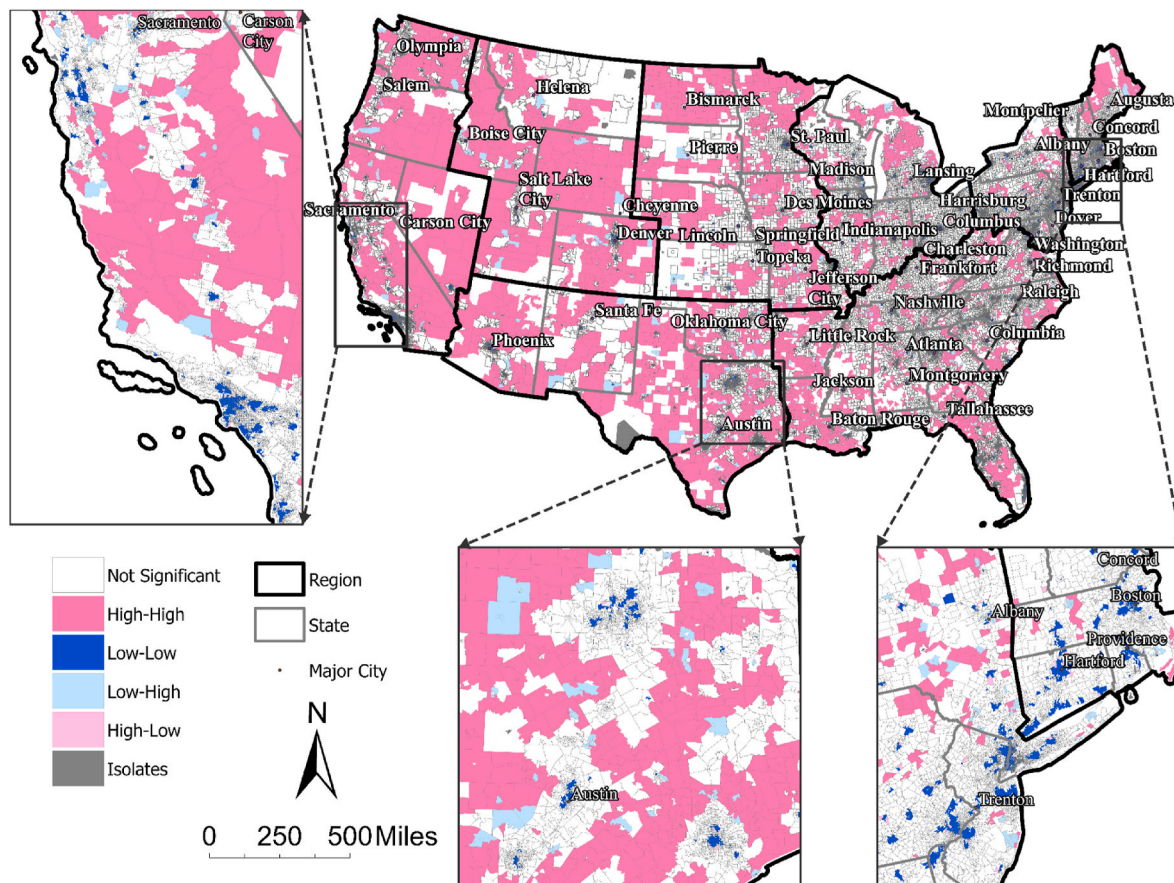 Sacramento
Carson
City
Olympia
Salem
Helena
Boise City
Salt Lake
City
Sacramento
Carson City
Bismarck
Pierre
Cheyenne
Denver
Lincoln
St. Paul
Madison
Des Moines
Springfield
Topeka
Jefferson
City
Lansing
Indianapolis
Montpelier
Augusta
Concord
Albany
Boston
Hartford
Trenton
Harrisburg
Columbus
Dover
Washington
Charleston
Frankfort
Richmond
Nashville
Raleigh
Phoenix
Santa Fe
Oklahoma City
Little Rock
Atlanta
Columbia
Montgomery
Jackson
Tallahassee
Baton Rouge
Austin
Not Significant
High-High
Low-Low
Low-High
High-Low
Isolates
Region
State
Major City
N
0 250 500 Miles
Austin
Concord
Boston
Albany
Providence
Hartford
Trenton